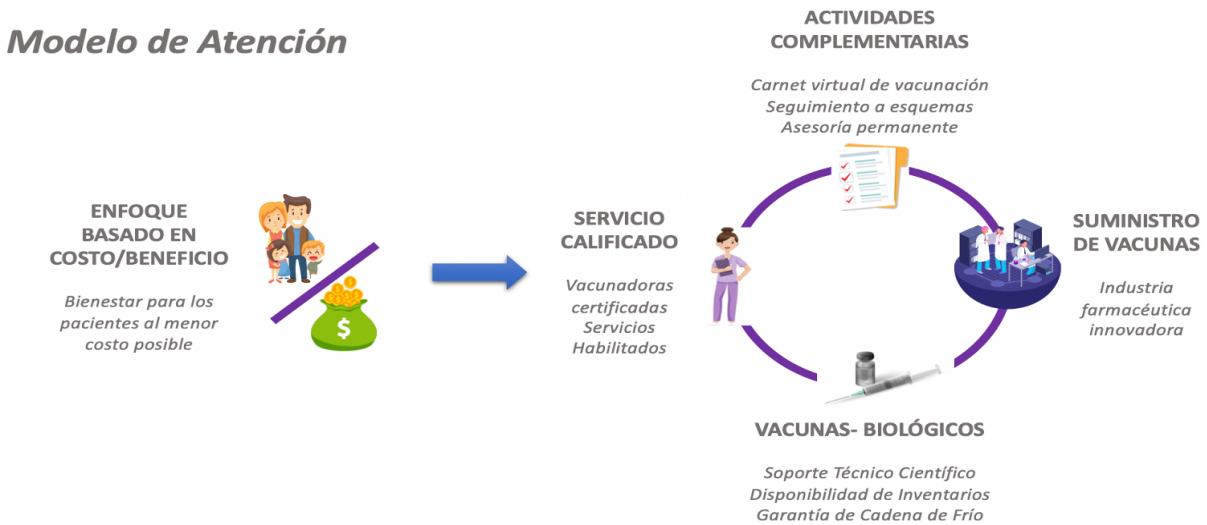 Modelo de Atención
ENFOQUE
BASADO EN
COSTO/BENEFICIO
Bienestar para los
pacientes al menor
costo posible
$
ACTIVIDADES
COMPLEMENTARIAS
Carnet virtual de vacunación
Seguimiento a esquemas
Asesoría permanente
SERVICIO
CALIFICADO
Vacunadoras
certificadas
Servicios
Habilitados
SUMINISTRO
DE VACUNAS
Industria
farmacéutica
innovadora
VACUNAS- BIOLÓGICOS
Soporte Técnico Científico
Disponibilidad de Inventarios
Garantía de Cadena de Frío